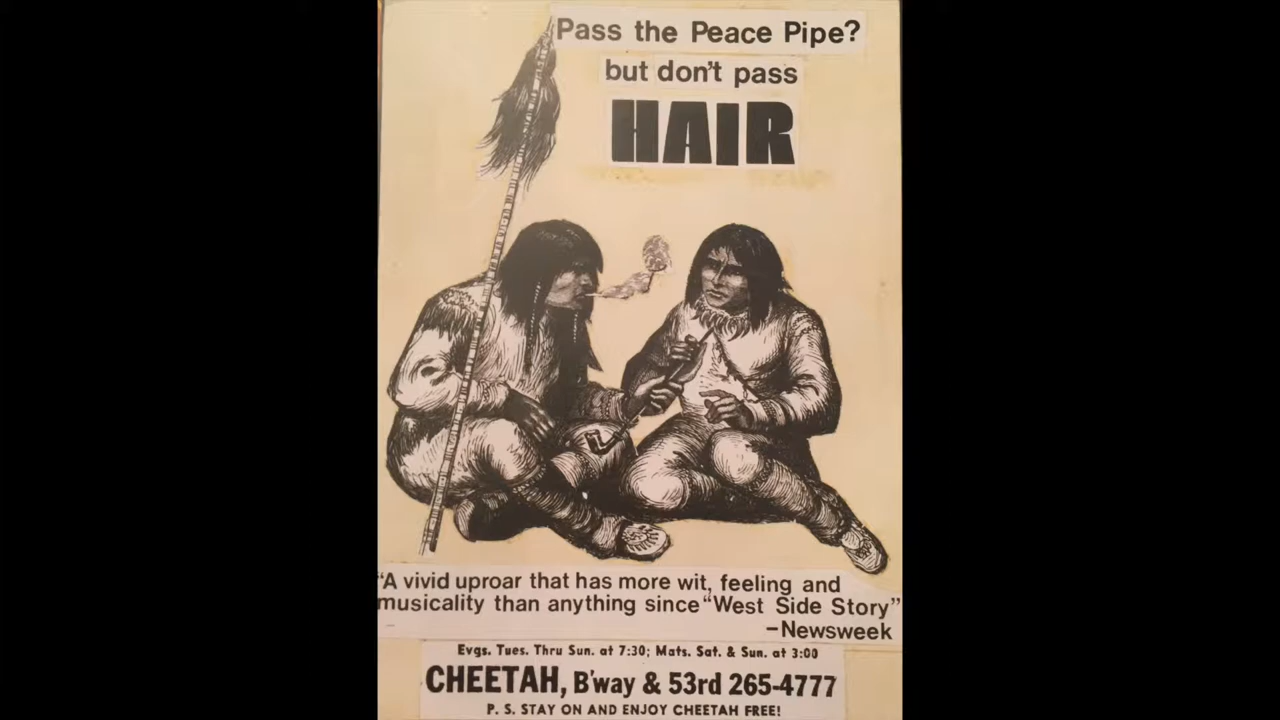 Pass the Peace Pipe?
but don't pass
HAIR
"A vivid uproar that has more wit, feeling and
musicality than anything since "West Side Story"
–Newsweek
Evgs. Tues. Thru Sun. at 7:30; Mats. Sat. & Sun. at 3:00
CHEETAH, B'way & 53rd 265-4777
P. S. STAY ON AND ENJOY CHEETAH FREE!